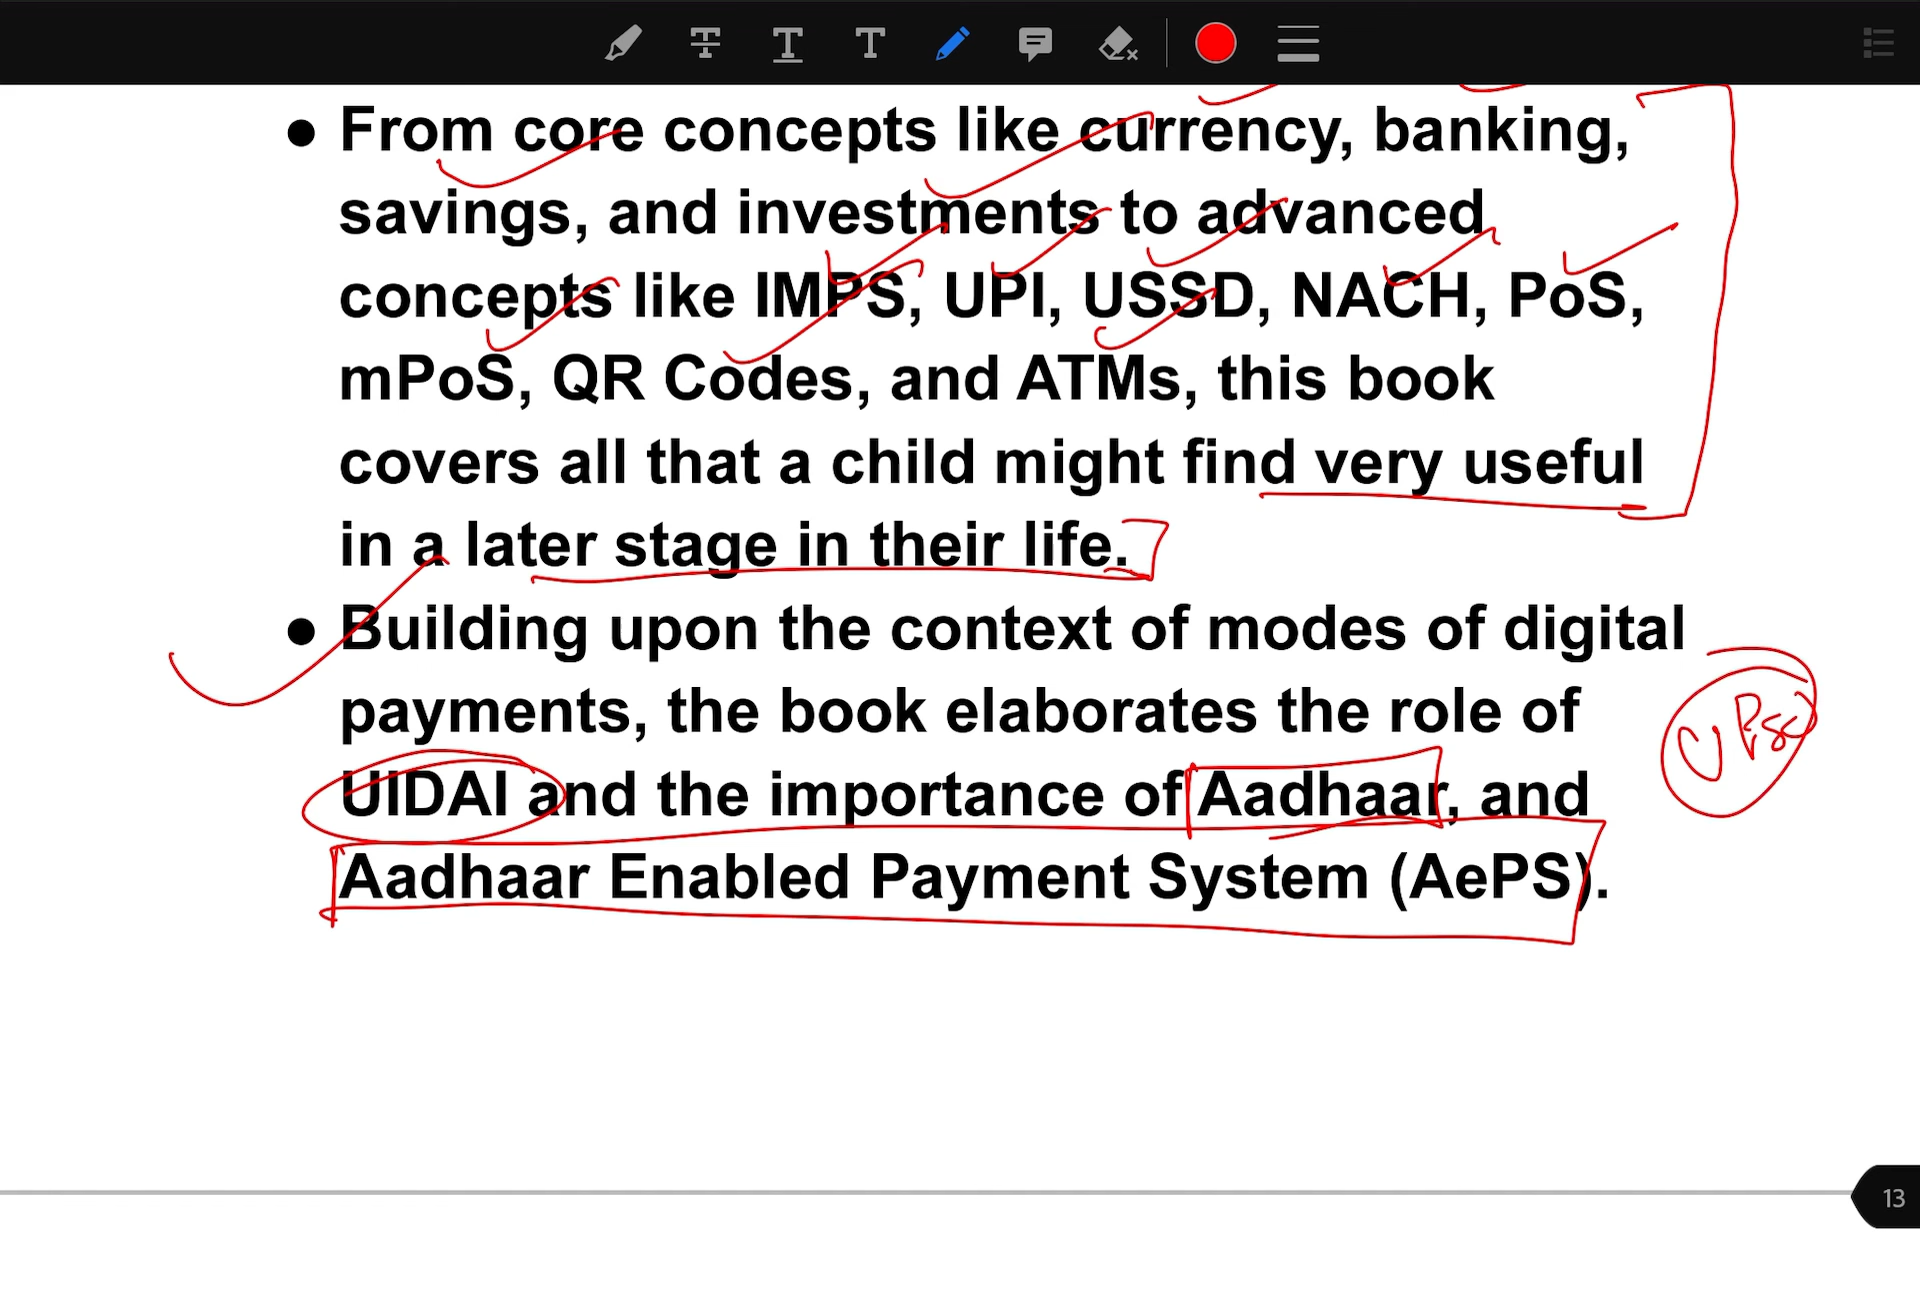 ● From core concepts like currency, banking,
savings, and investments to advanced
concepts like IMPS, UPI, USSD, NACH, PoS,
mPoS, QR Codes, and ATMs, this book
covers all that a child might find very useful
in a later stage in their life.
● Building upon the context of modes of digital
payments, the book elaborates the role of
UPSC
UIDAI and the importance of Aadhaar, and
Aadhaar Enabled Payment System (AePS).
13